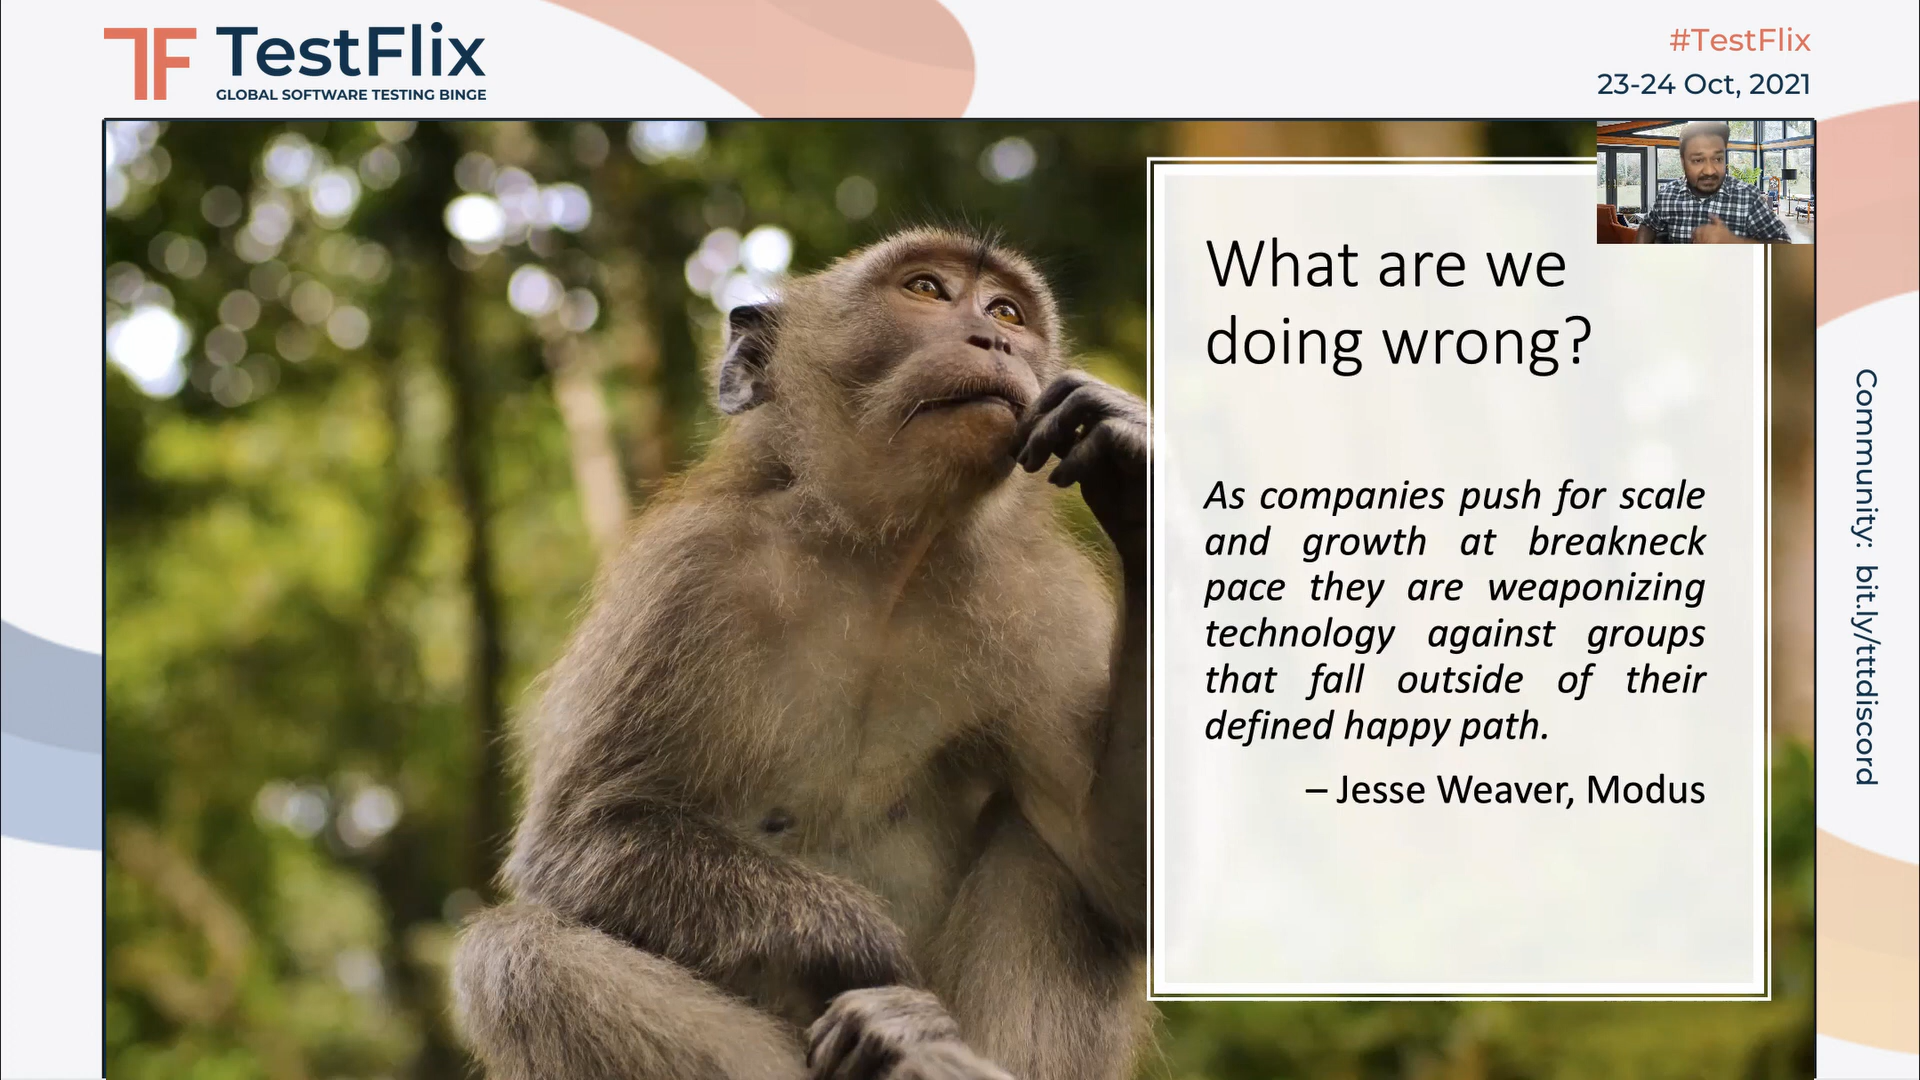 TF TestFlix
GLOBAL SOFTWARE TESTING BINGE
#TestFlix
23-24 Oct, 2021
What are we
doing wrong?
As companies push for scale
and growth at breakneck
pace they are weaponizing
technology against groups
that fall outside of their
defined happy path.
– Jesse Weaver, Modus
Community: bit.ly/tttdiscord